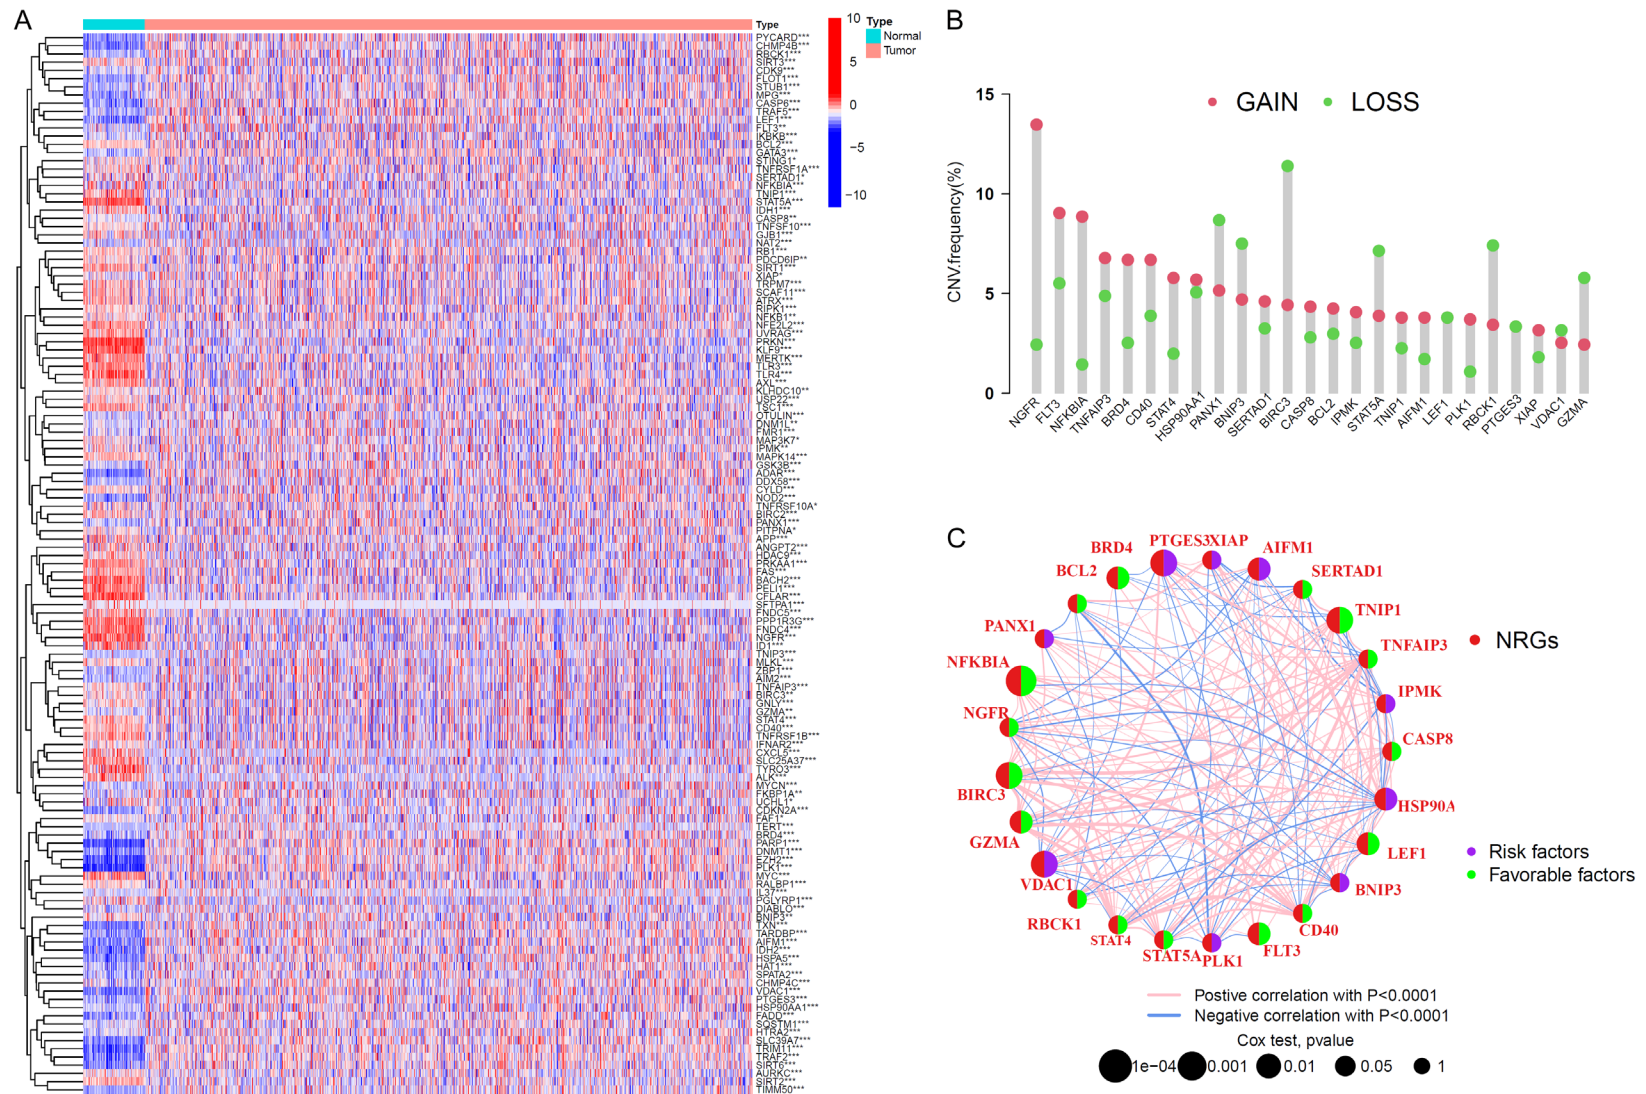 A
Type
PYCARD***
CHMP4B***
RBCK1***
SIRT3***
CDK9***
FLOT1***
STUB1***
MPG***
CASP6***
TRAF5***
LEF1***
FLT3**
IKBKB***
BCL2***
GATA3***
STING1*
TNFRSF1A***
SERTAD1*
NFKBIA***
TNIP1***
STAT5A***
IDH1***
CASP8**
TNFSF10***
GJB1***
NAT2***
RB1***
PDCD6IP**
SIRT1***
XIAP*
TRPM7***
SCAF11***
ATRX***
RIPK1***
NFKB1**
NFE2L2***
UVRAG***
PRKN***
KLF9***
MERTK***
TLR3***
TLR4***
AXL***
KLHDC10**
USP22***
TSC1***
OTULIN***
DNM1L**
FMR1***
MAP3K7*
IPMK**
MAPK14***
GSK3B***
ADAR***
DDX58***
CYLD***
NOD2***
TNFRSF10A*
BIRC2***
PANX1***
PITPNA*
APP***
ANGPT2***
HDAC9***
PRKAA1***
FAS***
BACH2***
PELI1***
CFLAR***
SFTPA1***
FNDC5***
PPP1R3G***
FNDC4***
NGFR***
ID1***
TNIP3***
MLKL***
ZBP1***
AIM2***
TNFAIP3***
BIRC3**
GNLY***
GZMA**
STAT4***
CD40***
TNFRSF1B***
IFNAR2***
CXCL5***
SLC25A37***
TYRO3***
ALK***
MYCN***
FKBP1A**
UCHL1*
CDKN2A***
FAF1*
TERT***
BRD4***
PARP1***
DNMT1***
EZH2***
PLK1***
MYC***
RALBP1***
IL37***
PGLYRP1***
DIABLO***
BNIP3**
TXN***
TARDBP***
AIFM1***
IDH2***
HSPA5***
HAT1***
SPATA2***
CHMP4C***
VDAC1***
PTGES3***
HSP90AA1***
FADD***
SQSTM1***
HTRA2***
SLC39A7***
TRIM11***
TRAF2***
SIRT6***
AURKC***
SIRT2***
TIMM50***
10
5
0
−5
−10
Type
Normal
Tumor
B
GAIN LOSS
CNV.frequency(%)
15
10
5
0
NGFR
FLT3
NFKBIA
TNFAIP3
BRD4
CD40
STAT4
HSP90AA1
PANX1
BNIP3
SERTAD1
BIRC3
CASP8
BCL2
IPMK
STAT5A
TNIP1
AIFM1
LEF1
PLK1
RBCK1
PTGES3
XIAP
VDAC1
GZMA
C
BRD4
PTGES3
XIAP
AIFM1
BCL2
SERTAD1
PANX1
TNIP1
NFKBIA
TNFAIP3
NGFR
IPMK
BIRC3
CASP8
GZMA
HSP90A
VDAC1
LEF1
RBCK1
BNIP3
STAT4
CD40
STAT5A
PLK1
FLT3
NRGs
Risk factors
Favorable factors
Postive correlation with P<0.0001
Negative correlation with P<0.0001
Cox test, pvalue
1e−04 0.001 0.01 0.05 1